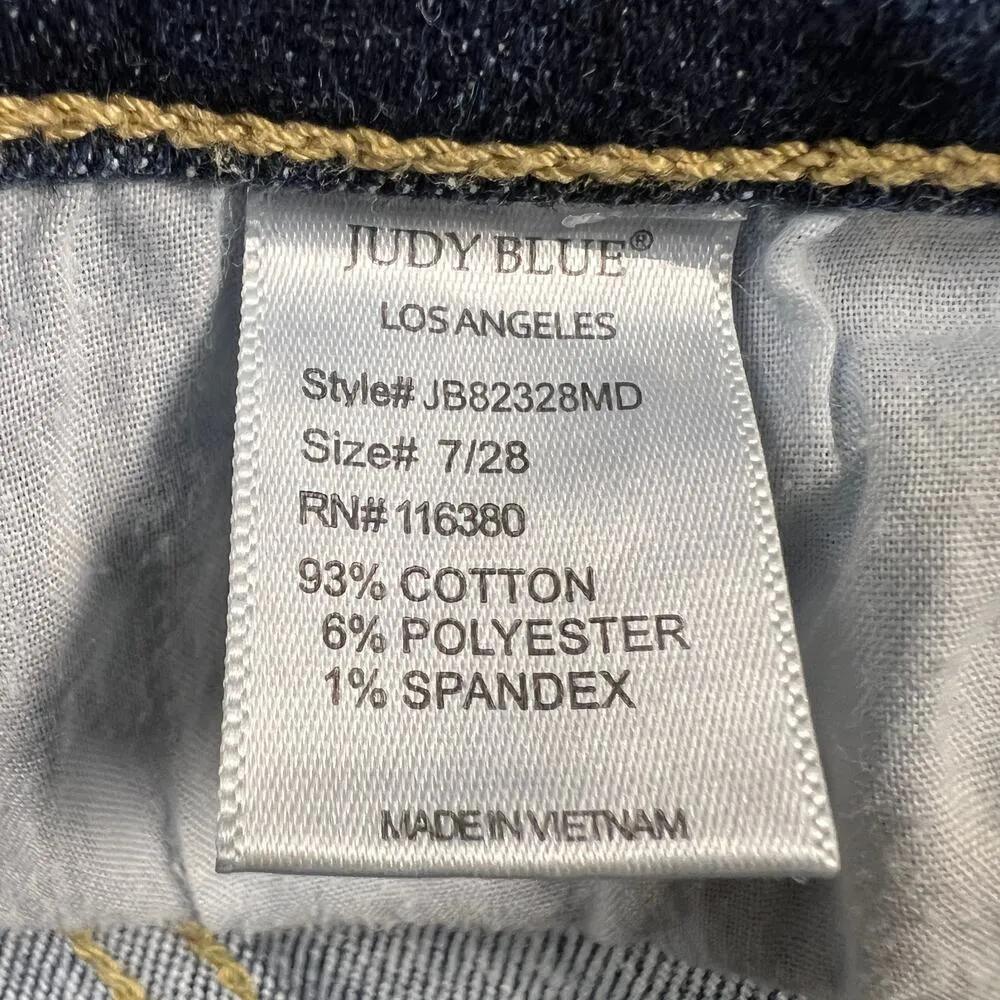 JUDY BLUE®
LOS ANGELES
Style# JB82328MD
Size# 7/28
RN# 116380
93% COTTON
6% POLYESTER
1% SPANDEX
MADE IN VIETNAM